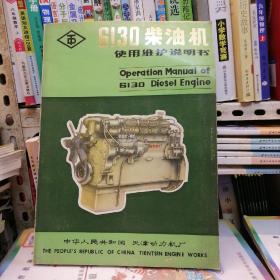 6130柴油机
使用维护说明书
Operation Manual of
6130 Diesel Engine
中华人民共和国 天津动力机厂
THE PEOPLE'S REPUBLIC OF CHINA TIENTSIN ENGINE WORKS